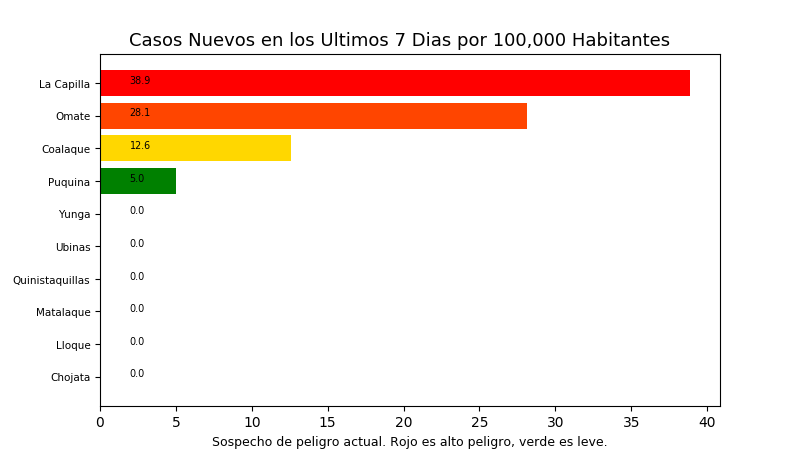 Casos Nuevos en los Ultimos 7 Dias por 100,000 Habitantes
La Capilla 38.9
Omate 28.1
Coalaque 12.6
Puquina 5.0
Yunga 0.0
Ubinas 0.0
Quinistaquillas 0.0
Matalaque 0.0
Lloque 0.0
Chojata 0.0
0 5 10 15 20 25 30 35 40
Sospecho de peligro actual. Rojo es alto peligro, verde es leve.